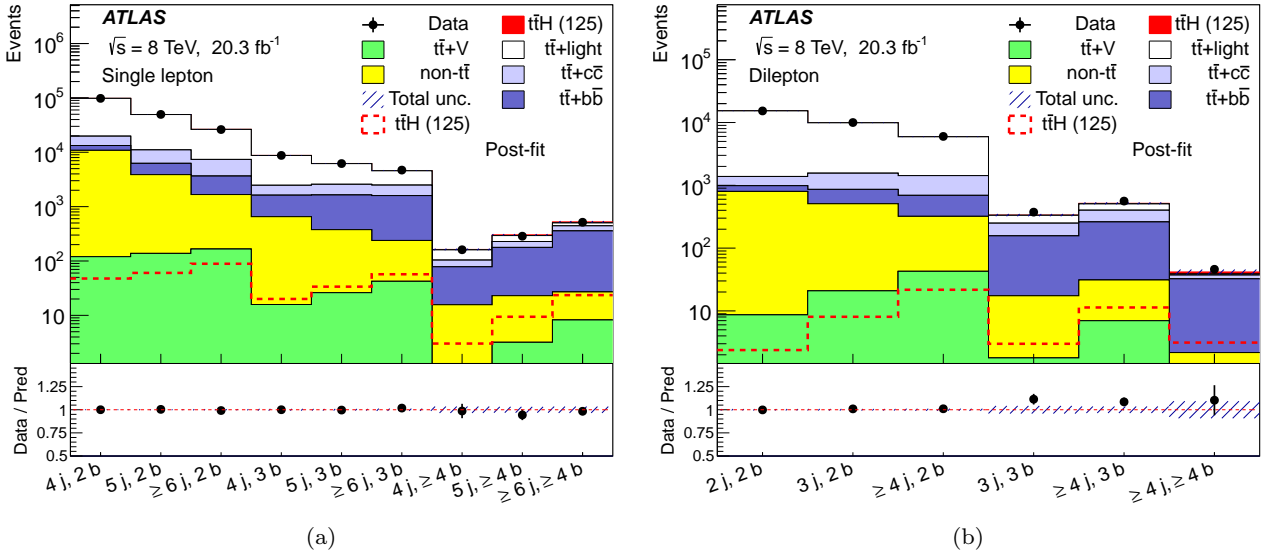 Events
10⁶
10⁵
10⁴
10³
10²
10
ATLAS
√s = 8 TeV, 20.3 fb⁻¹
Single lepton
Data
tt̄+V
non-tt̄
Total unc.
tt̄H (125)
tt̄H (125)
tt̄+light
tt̄+cc̄
tt̄+bb̄
Post-fit
Data / Pred
1.25
1
0.75
0.5
4 j, 2 b
5 j, 2 b
≥ 6 j, 2 b
4 j, 3 b
5 j, 3 b
≥ 6 j, 3 b
4 j, ≥ 4 b
5 j, ≥ 4 b
≥ 6 j, ≥ 4 b
(a)
Events
10⁵
10⁴
10³
10²
10
ATLAS
√s = 8 TeV, 20.3 fb⁻¹
Dilepton
Data
tt̄+V
non-tt̄
Total unc.
tt̄H (125)
tt̄H (125)
tt̄+light
tt̄+cc̄
tt̄+bb̄
Post-fit
Data / Pred
1.25
1
0.75
0.5
2 j, 2 b
3 j, 2 b
≥ 4 j, 2 b
3 j, 3 b
≥ 4 j, 3 b
≥ 4 j, ≥ 4 b
(b)